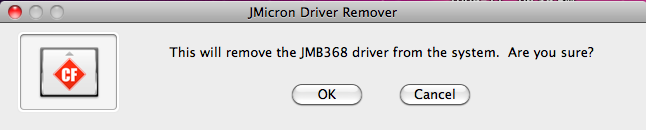 JMicron Driver Remover
This will remove the JMB368 driver from the system.  Are you sure?
CF
OK
Cancel